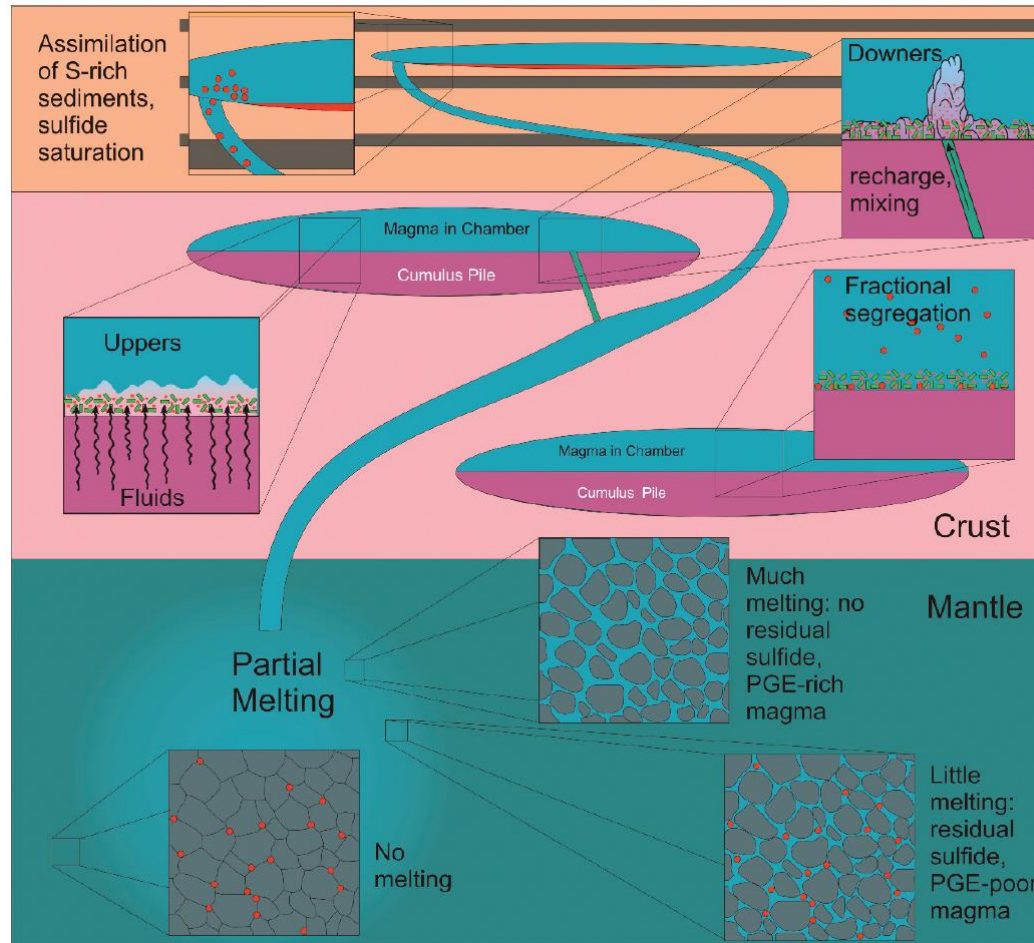 Assimilation
of S-rich
sediments,
sulfide
saturation
Downers
recharge,
mixing
Magma in Chamber
Cumulus Pile
Uppers
Fluids
Fractional
segregation
Magma in Chamber
Cumulus Pile
Crust
Mantle
Much
melting: no
residual
sulfide,
PGE-rich
magma
Partial
Melting
No
melting
Little
melting:
residual
sulfide,
PGE-poor
magma